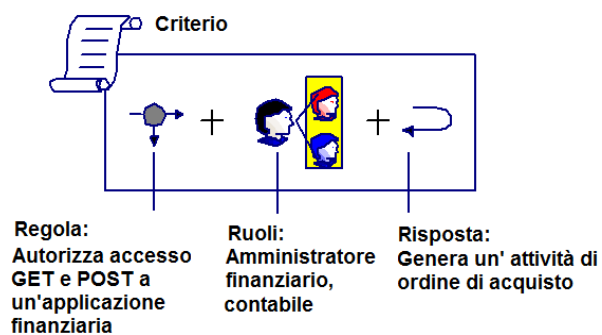 Criterio
Regola:
Autorizza accesso
GET e POST a
un'applicazione
finanziaria
Ruoli:
Amministratore
finanziario,
contabile
Risposta:
Genera un' attività di
ordine di acquisto